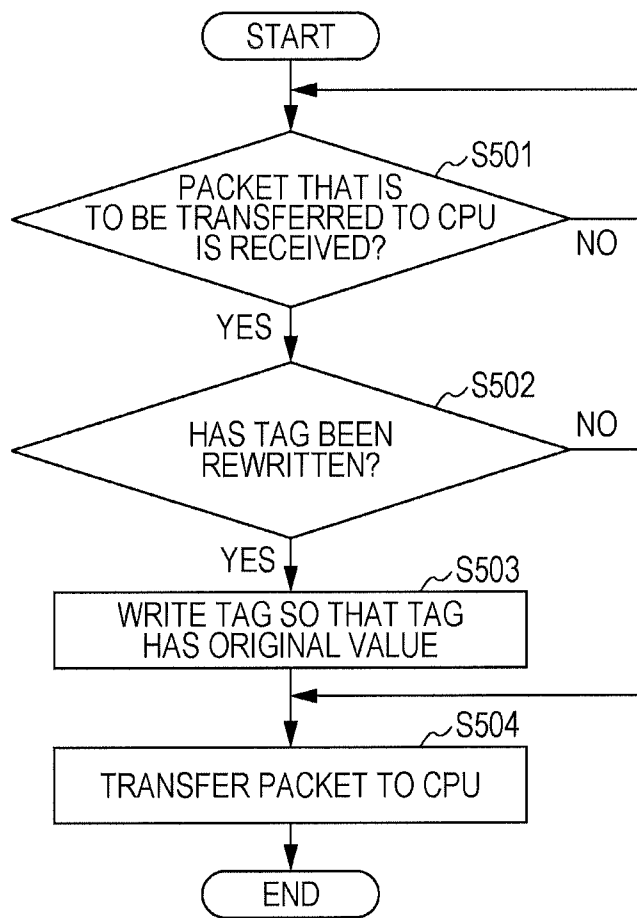 START
S501
PACKET THAT IS
TO BE TRANSFERRED TO CPU
IS RECEIVED?
NO
YES
S502
HAS TAG BEEN
REWRITTEN?
NO
YES
S503
WRITE TAG SO THAT TAG
HAS ORIGINAL VALUE
S504
TRANSFER PACKET TO CPU
END